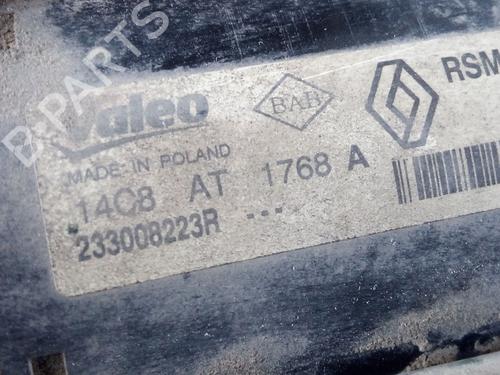 B-PARTS
Valeo
BAB
RSM
MADE IN POLAND
14C8 AT 1768 A
233008223R ---